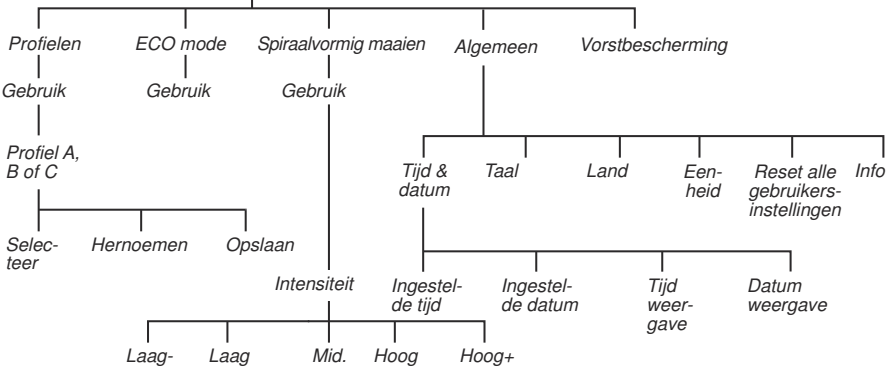 Profielen
ECO mode
Spiraalvormig maaien
Algemeen
Vorstbescherming
Gebruik
Gebruik
Gebruik
Profiel A,
B of C
Tijd &
datum
Taal
Land
Een-
heid
Reset alle
gebruikers-
instellingen
Info
Selec-
teer
Hernoemen
Opslaan
Intensiteit
Ingestel-
de tijd
Ingestel-
de datum
Tijd
weer-
gave
Datum
weergave
Laag-
Laag
Mid.
Hoog
Hoog+